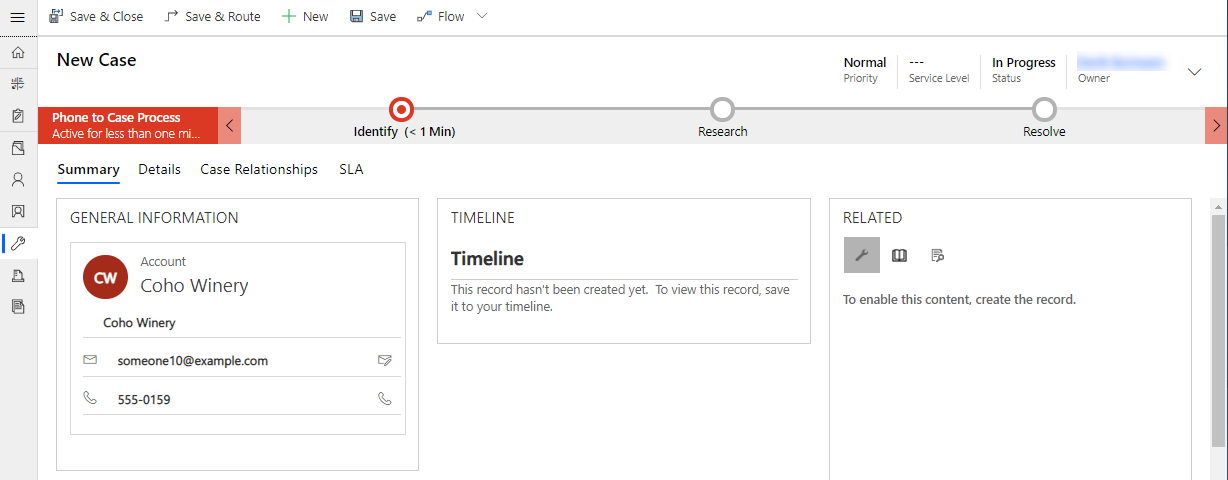 Save & Close
Save & Route
New
Save
Flow
New Case
Normal
Priority
---
Service Level
In Progress
Status
Owner
Phone to Case Process
Active for less than one mi...
Identify (< 1 Min)
Research
Resolve
Summary
Details
Case Relationships
SLA
GENERAL INFORMATION
CW
Account
Coho Winery
Coho Winery
someone10@example.com
555-0159
TIMELINE
Timeline
This record hasn't been created yet. To view this record, save
it to your timeline.
RELATED
To enable this content, create the record.